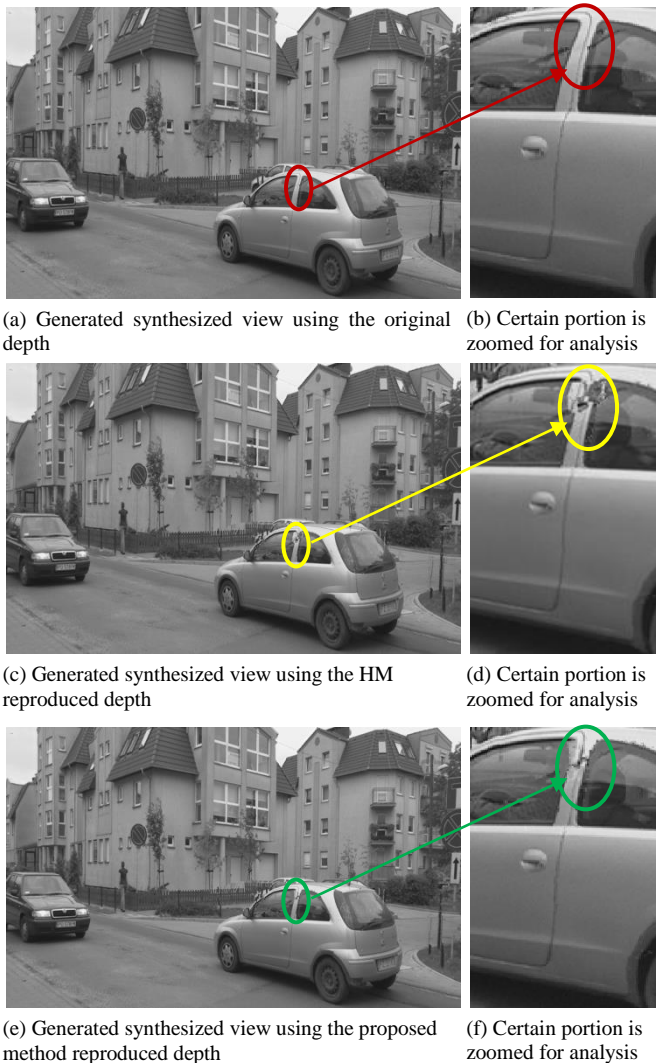 (a) Generated synthesized view using the original
depth
(b) Certain portion is
zoomed for analysis
(c) Generated synthesized view using the HM
reproduced depth
(d) Certain portion is
zoomed for analysis
(e) Generated synthesized view using the proposed
method reproduced depth
(f) Certain portion is
zoomed for analysis